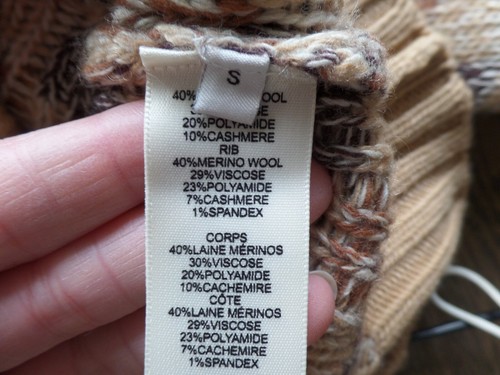 S
40% OOL
SE
20%POLYAMIDE
10%CASHMERE
RIB
40%MERINO WOOL
29%VISCOSE
23%POLYAMIDE
7%CASHMERE
1%SPANDEX
CORPS
40%LAINE MÉRINOS
30%VISCOSE
20%POLYAMIDE
10%CACHEMIRE
CÔTE
40%LAINE MÉRINOS
29%VISCOSE
23%POLYAMIDE
7%CACHEMIRE
1%SPANDEX